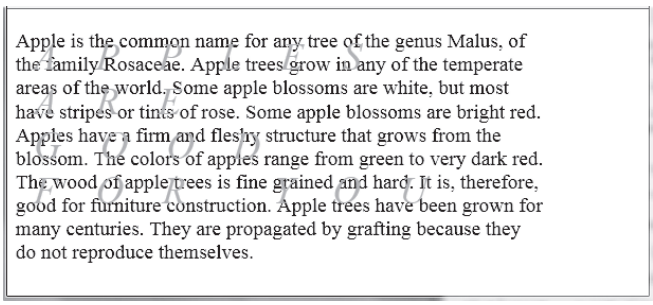 Apple is the common name for any tree of the genus Malus, of
the family Rosaceae. Apple trees grow in any of the temperate
areas of the world. Some apple blossoms are white, but most
have stripes or tints of rose. Some apple blossoms are bright red.
Apples have a firm and fleshy structure that grows from the
blossom. The colors of apples range from green to very dark red.
The wood of apple trees is fine grained and hard. It is, therefore,
good for furniture construction. Apple trees have been grown for
many centuries. They are propagated by grafting because they
do not reproduce themselves.
A P P L E S
A R E
G O O D
F O R Y O U